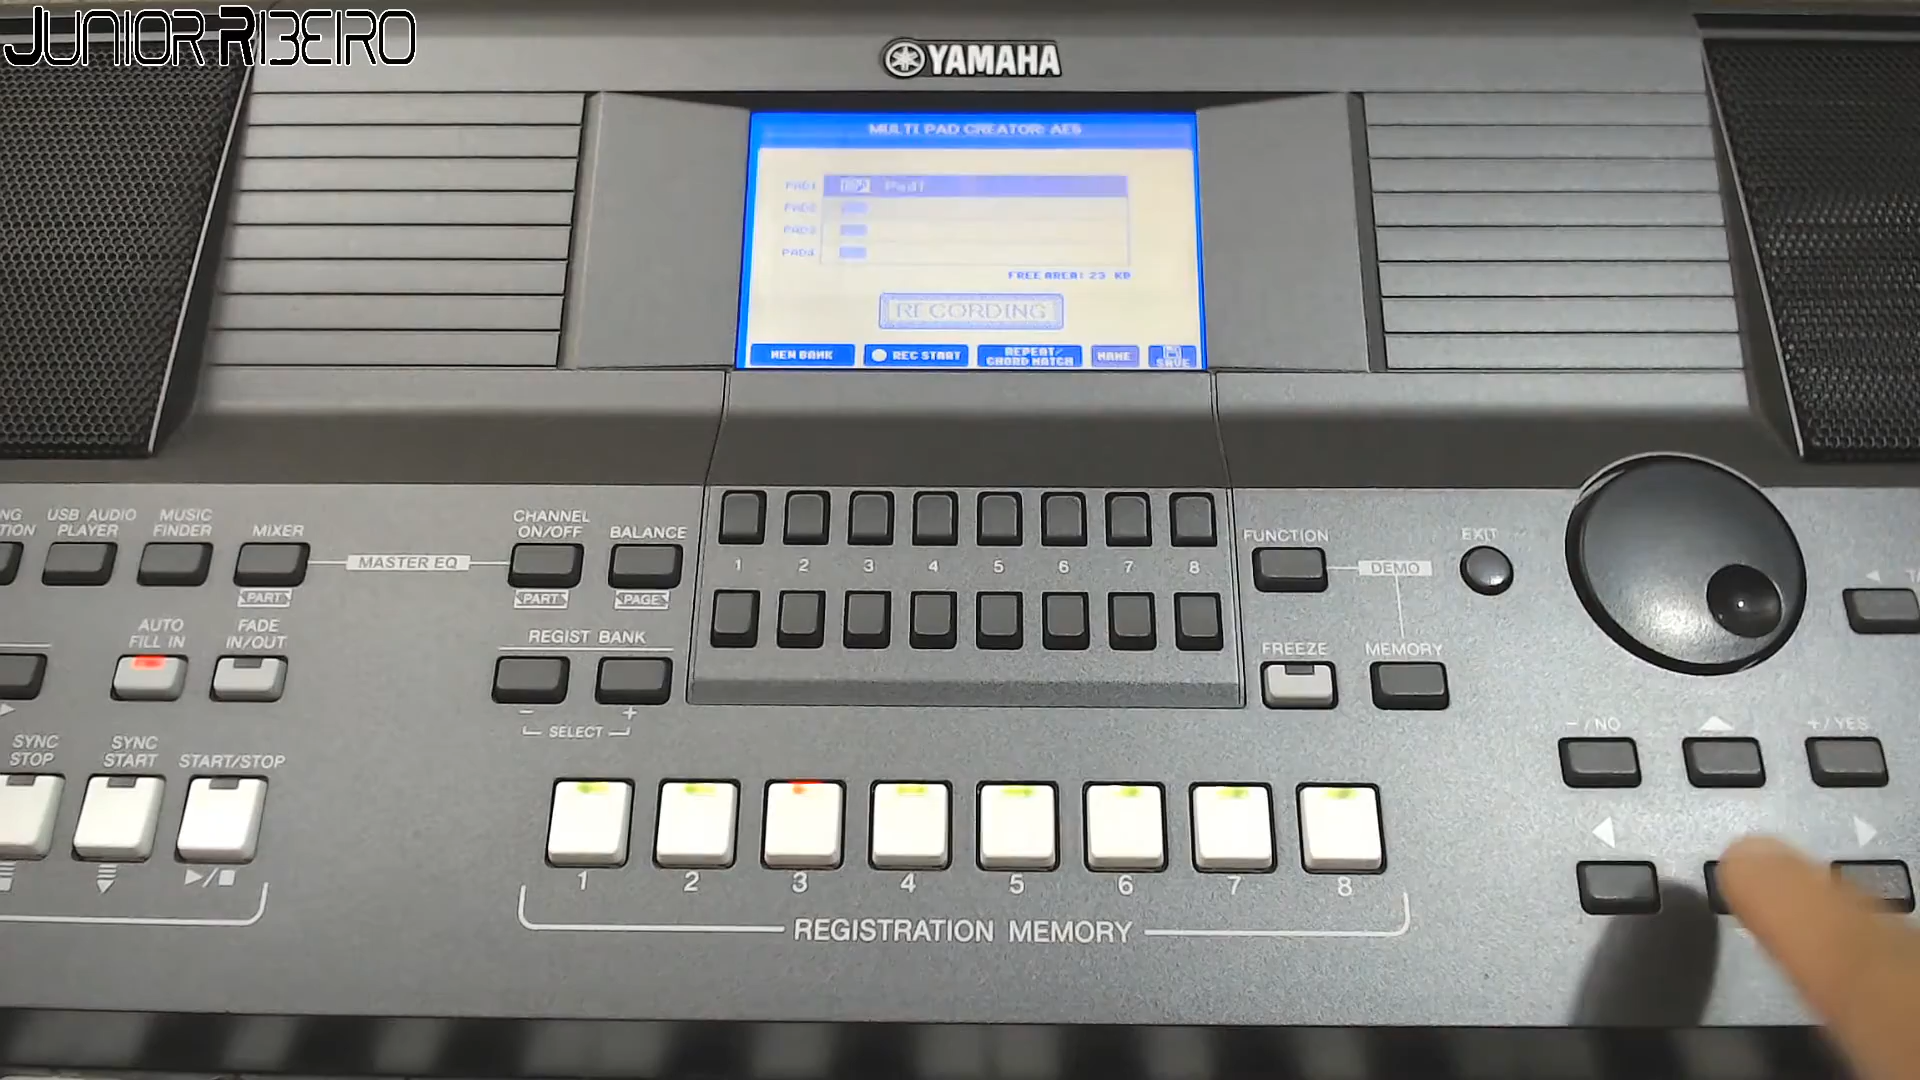 JUNIOR RIBEIRO
YAMAHA
MULTI PAD CREATOR: AES
PAD1 Pad1
PAD2
PAD3
PAD4
FREE AREA: 23 KB
RECORDING
NEW BANK
REC START
REPEAT/
CHORD MATCH
NAME
SAVE
USB AUDIO
PLAYER
MUSIC
FINDER
MIXER
MASTER EQ
CHANNEL
ON/OFF
BALANCE
PART
PART
PAGE
1 2 3 4 5 6 7 8
FUNCTION
DEMO
EXIT
AUTO
FILL IN
FADE
IN/OUT
REGIST BANK
- +
SELECT
FREEZE
MEMORY
-/NO
+/YES
SYNC
STOP
SYNC
START
START/STOP
1 2 3 4 5 6 7 8
REGISTRATION MEMORY